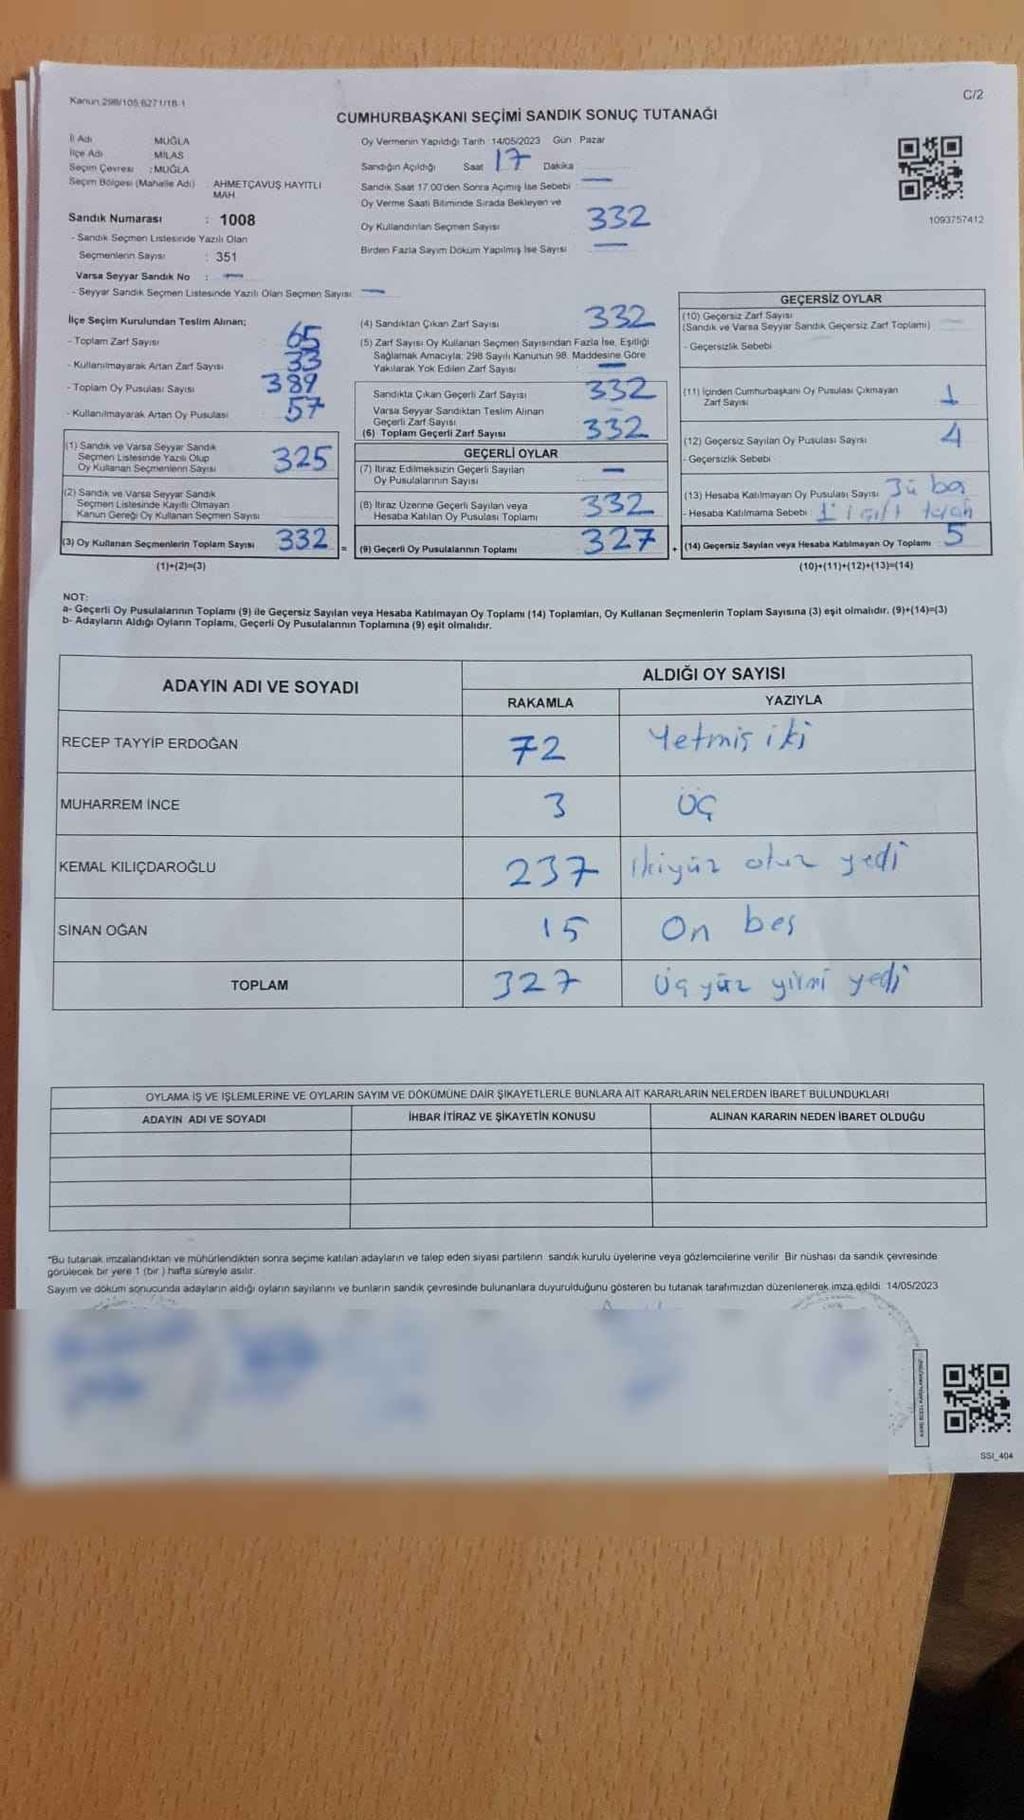 Kanun 298/105 6271/18-1
C/2
CUMHURBAŞKANI SEÇİMİ SANDIK SONUÇ TUTANAĞI
İl Adı MUĞLA
İlçe Adı MİLAS
Seçim Çevresi : MUĞLA
Seçim Bölgesi (Mahalle Adı) AHMETÇAVUŞ HAYITLI MAH
Sandık Numarası : 1008
- Sandık Seçmen Listesinde Yazılı Olan
Seçmenlerin Sayısı : 351
Varsa Seyyar Sandık No : —
- Seyyar Sandık Seçmen Listesinde Yazılı Olan Seçmen Sayısı —
Oy Vermenin Yapıldığı Tarih 14/05/2023 Gün Pazar
Sandığın Açıldığı Saat 17 Dakika
Sandık Saat 17.00'den Sonra Açımış İse Sebebi —
Oy Verme Saati Bitiminde Sırada Bekleyen ve
Oy Kullandırılan Seçmen Sayısı 332
Birden Fazla Sayım Döküm Yapılmış İse Sayısı —
1093757412
İlçe Seçim Kurulundan Teslim Alınan;
- Toplam Zarf Sayısı 65
- Kullanılmayarak Artan Zarf Sayısı 33
- Toplam Oy Pusulası Sayısı 389
- Kullanılmayarak Artan Oy Pusulası 57
(1) Sandık ve Varsa Seyyar Sandık
Seçmen Listesinde Yazılı Olup
Oy Kullanan Seçmenlerin Sayısı 325
(2) Sandık ve Varsa Seyyar Sandık
Seçmen Listesinde Kayıtlı Olmayan
Kanun Gereği Oy Kullanan Seçmen Sayısı
(3) Oy Kullanan Seçmenlerin Toplam Sayısı 332 =
(1)+(2)=(3)
(4) Sandıktan Çıkan Zarf Sayısı 332
(5) Zarf Sayısı Oy Kullanan Seçmen Sayısından Fazla İse, Eşitliği
Sağlamak Amacıyla; 298 Sayılı Kanunun 98. Maddesine Göre
Yakılarak Yok Edilen Zarf Sayısı —
Sandıkta Çıkan Geçerli Zarf Sayısı 332
Varsa Seyyar Sandıktan Teslim Alınan
Geçerli Zarf Sayısı —
(6) Toplam Geçerli Zarf Sayısı 332
GEÇERLİ OYLAR
(7) İtiraz Edilmeksizin Geçerli Sayılan
Oy Pusulalarının Sayısı —
(8) İtiraz Üzerine Geçerli Sayılan veya
Hesaba Katılan Oy Pusulası Toplamı 332
(9) Geçerli Oy Pusulalarının Toplamı 327 +
GEÇERSİZ OYLAR
(10) Geçersiz Zarf Sayısı
(Sandık ve Varsa Seyyar Sandık Geçersiz Zarf Toplamı)
- Geçersizlik Sebebi
(11) İçinden Cumhurbaşkanı Oy Pusulası Çıkmayan
Zarf Sayısı 1
(12) Geçersiz Sayılan Oy Pusulası Sayısı 4
- Geçersizlik Sebebi
(13) Hesaba Katılmayan Oy Pusulası Sayısı
- Hesaba Katılmama Sebebi
(14) Geçersiz Sayılan veya Hesaba Katılmayan Oy Toplamı 5
(10)+(11)+(12)+(13)=(14)
NOT:
a- Geçerli Oy Pusulalarının Toplamı (9) ile Geçersiz Sayılan veya Hesaba Katılmayan Oy Toplamı (14) Toplamları, Oy Kullanan Seçmenlerin Toplam Sayısına (3) eşit olmalıdır. (9)+(14)=(3)
b- Adayların Aldığı Oyların Toplamı, Geçerli Oy Pusulalarının Toplamına (9) eşit olmalıdır.
ADAYIN ADI VE SOYADI
ALDIĞI OY SAYISI
RAKAMLA YAZIYLA
RECEP TAYYİP ERDOĞAN 72 Yetmiş iki
MUHARREM İNCE 3 Üç
KEMAL KILIÇDAROĞLU 237 ikiyüz otuz yedi
SİNAN OĞAN 15 On beş
TOPLAM 327 Üç yüz yirmi yedi
OYLAMA İŞ VE İŞLEMLERİNE VE OYLARIN SAYIM VE DÖKÜMÜNE DAİR ŞİKAYETLERLE BUNLARA AİT KARARLARIN NELERDEN İBARET BULUNDUKLARI
ADAYIN ADI VE SOYADI İHBAR İTİRAZ VE ŞİKAYETİN KONUSU ALINAN KARARIN NEDEN İBARET OLDUĞU
"Bu tutanak imzalandıktan ve mühürlendikten sonra seçime katılan adayların ve talep eden siyasi partilerin sandık kurulu üyelerine veya gözlemcilerine verilir. Bir nüshası da sandık çevresinde
görülecek bir yere 1 (bir ) hafta süreyle asılır.
Sayım ve döküm sonucunda adayların aldığı oyların sayılarını ve bunların sandık çevresinde bulunanlara duyurulduğunu gösteren bu tutanak tarafımızdan düzenlenerek imza edildi. 14/05/2023
SSI_404